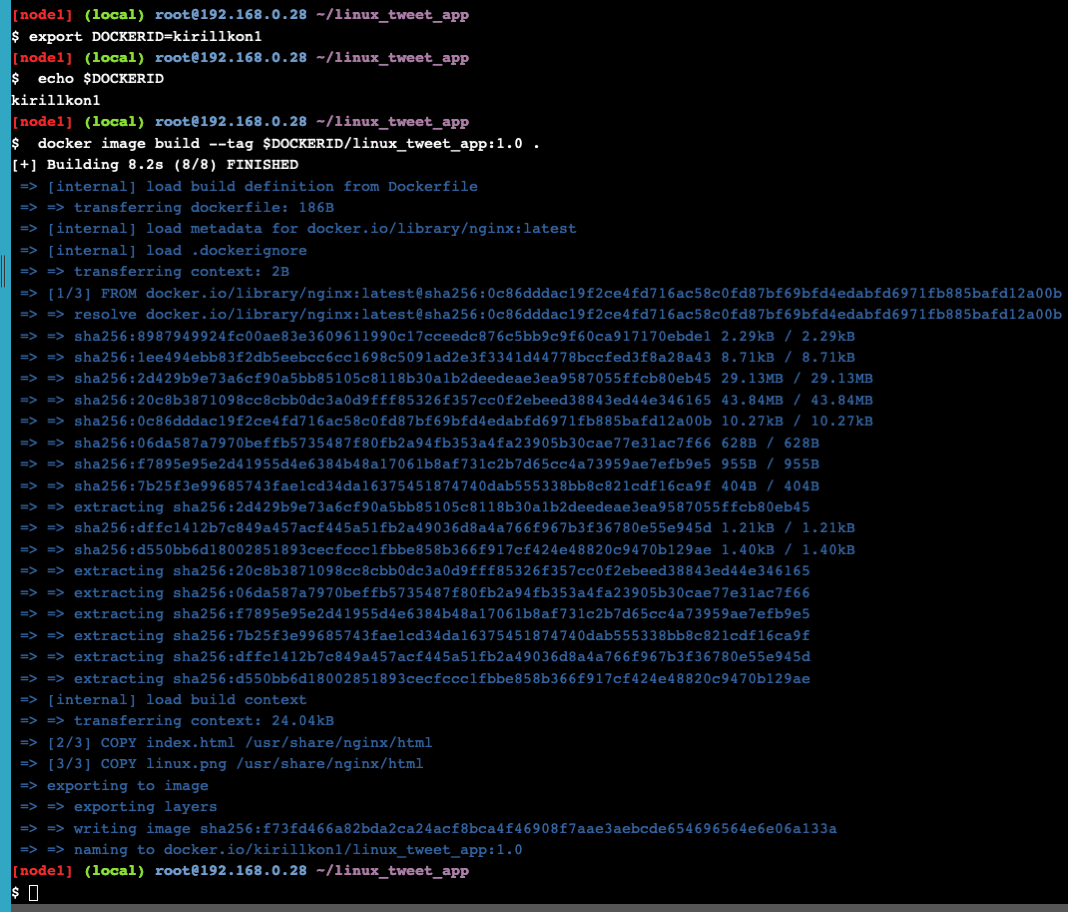 [node1] (local) root@192.168.0.28 ~/linux_tweet_app
$ export DOCKERID=kirillkon1
[node1] (local) root@192.168.0.28 ~/linux_tweet_app
$  echo $DOCKERID
kirillkon1
[node1] (local) root@192.168.0.28 ~/linux_tweet_app
$  docker image build --tag $DOCKERID/linux_tweet_app:1.0 .
[+] Building 8.2s (8/8) FINISHED
 => [internal] load build definition from Dockerfile
 => => transferring dockerfile: 186B
 => [internal] load metadata for docker.io/library/nginx:latest
 => [internal] load .dockerignore
 => => transferring context: 2B
 => [1/3] FROM docker.io/library/nginx:latest@sha256:0c86dddac19f2ce4fd716ac58c0fd87bf69bfd4edabfd6971fb885bafd12a00b
 => => resolve docker.io/library/nginx:latest@sha256:0c86dddac19f2ce4fd716ac58c0fd87bf69bfd4edabfd6971fb885bafd12a00b
 => => sha256:8987949924fc00ae83e3609611990c17cceedc876c5bb9c9f60ca917170ebde1 2.29kB / 2.29kB
 => => sha256:1ee494ebb83f2db5eebcc6cc1698c5091ad2e3f3341d44778bccfed3f8a28a43 8.71kB / 8.71kB
 => => sha256:2d429b9e73a6cf90a5bb85105c8118b30a1b2deedeae3ea9587055ffcb80eb45 29.13MB / 29.13MB
 => => sha256:20c8b3871098cc8cbb0dc3a0d9fff85326f357cc0f2ebeed38843ed44e346165 43.84MB / 43.84MB
 => => sha256:0c86dddac19f2ce4fd716ac58c0fd87bf69bfd4edabfd6971fb885bafd12a00b 10.27kB / 10.27kB
 => => sha256:06da587a7970beffb5735487f80fb2a94fb353a4fa23905b30cae77e31ac7f66 628B / 628B
 => => sha256:f7895e95e2d41955d4e6384b48a17061b8af731c2b7d65cc4a73959ae7efb9e5 955B / 955B
 => => sha256:7b25f3e99685743fae1cd34da16375451874740dab555338bb8c821cdf16ca9f 404B / 404B
 => => extracting sha256:2d429b9e73a6cf90a5bb85105c8118b30a1b2deedeae3ea9587055ffcb80eb45
 => => sha256:dffc1412b7c849a457acf445a51fb2a49036d8a4a766f967b3f36780e55e945d 1.21kB / 1.21kB
 => => sha256:d550bb6d18002851893cecfccc1fbbe858b366f917cf424e48820c9470b129ae 1.40kB / 1.40kB
 => => extracting sha256:20c8b3871098cc8cbb0dc3a0d9fff85326f357cc0f2ebeed38843ed44e346165
 => => extracting sha256:06da587a7970beffb5735487f80fb2a94fb353a4fa23905b30cae77e31ac7f66
 => => extracting sha256:f7895e95e2d41955d4e6384b48a17061b8af731c2b7d65cc4a73959ae7efb9e5
 => => extracting sha256:7b25f3e99685743fae1cd34da16375451874740dab555338bb8c821cdf16ca9f
 => => extracting sha256:dffc1412b7c849a457acf445a51fb2a49036d8a4a766f967b3f36780e55e945d
 => => extracting sha256:d550bb6d18002851893cecfccc1fbbe858b366f917cf424e48820c9470b129ae
 => [internal] load build context
 => => transferring context: 24.04kB
 => [2/3] COPY index.html /usr/share/nginx/html
 => [3/3] COPY linux.png /usr/share/nginx/html
 => exporting to image
 => => exporting layers
 => => writing image sha256:f73fd466a82bda2ca24acf8bca4f46908f7aae3aebcde654696564e6e06a133a
 => => naming to docker.io/kirillkon1/linux_tweet_app:1.0
[node1] (local) root@192.168.0.28 ~/linux_tweet_app
$